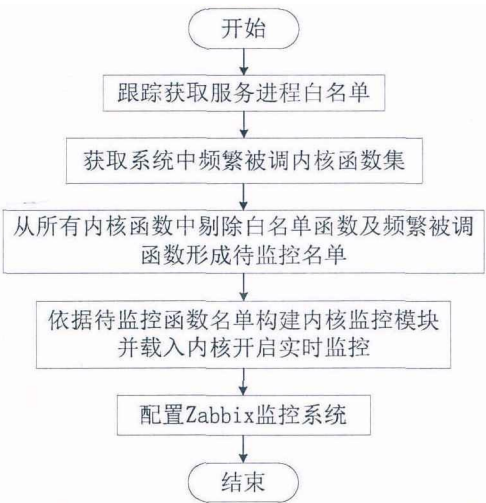 开始
跟踪获取服务进程白名单
获取系统中频繁被调内核函数集
从所有内核函数中剔除白名单函数及频繁被调
函数形成待监控名单
依据待监控函数名单构建内核监控模块
并载入内核开启实时监控
配置Zabbix监控系统
结束